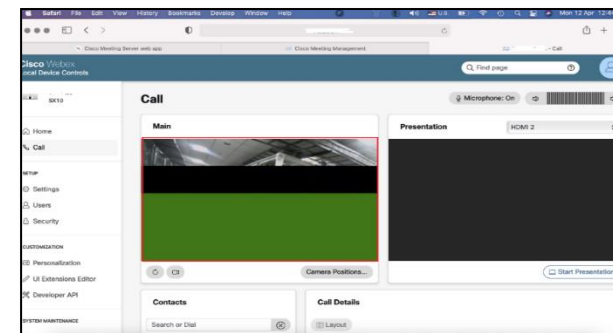 Safari File Edit View History Bookmarks Develop Window Help
Mon 12 Apr 12:4
Cisco Meeting Server web app
Cisco Meeting Management
Call
Cisco Webex
Local Device Controls
Find page
SX10
Call
Microphone: On
Home
Call
SETUP
Settings
Users
Security
CUSTOMIZATION
Personalization
UI Extensions Editor
Developer API
SYSTEM MAINTENANCE
Main
Camera Positions...
Presentation
HDMI 2
Start Presentation
Contacts
Search or Dial
Call Details
Layout